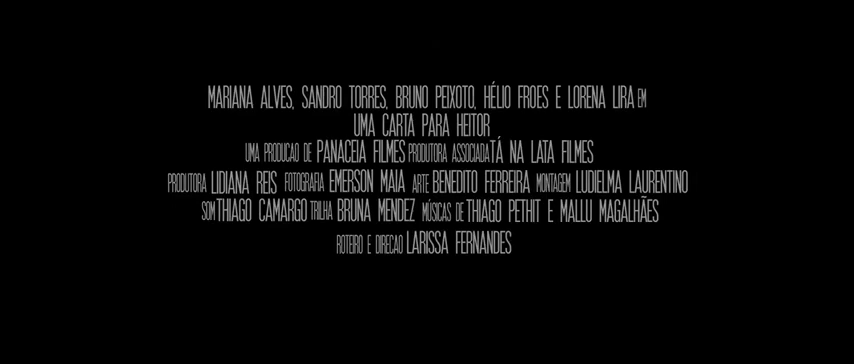 MARIANA ALVES, SANDRO TORRES, BRUNO PEIXOTO, HÉLIO FROES E LORENA LIRA EM
UMA CARTA PARA HEITOR
UMA PRODUCAO DE PANACEIA FILMES PRODUTORA ASSOCIADA TÁ NA LATA FILMES
PRODUTORA LIDIANA REIS FOTOGRAFIA EMERSON MAIA ARTE BENEDITO FERREIRA MONTAGEM LUDIELMA LAURENTINO
SOM THIAGO CAMARGO TRILHA BRUNA MENDEZ MÚSICAS DE THIAGO PETHIT E MALLU MAGALHÃES
ROTEIRO E DIRECAO LARISSA FERNANDES